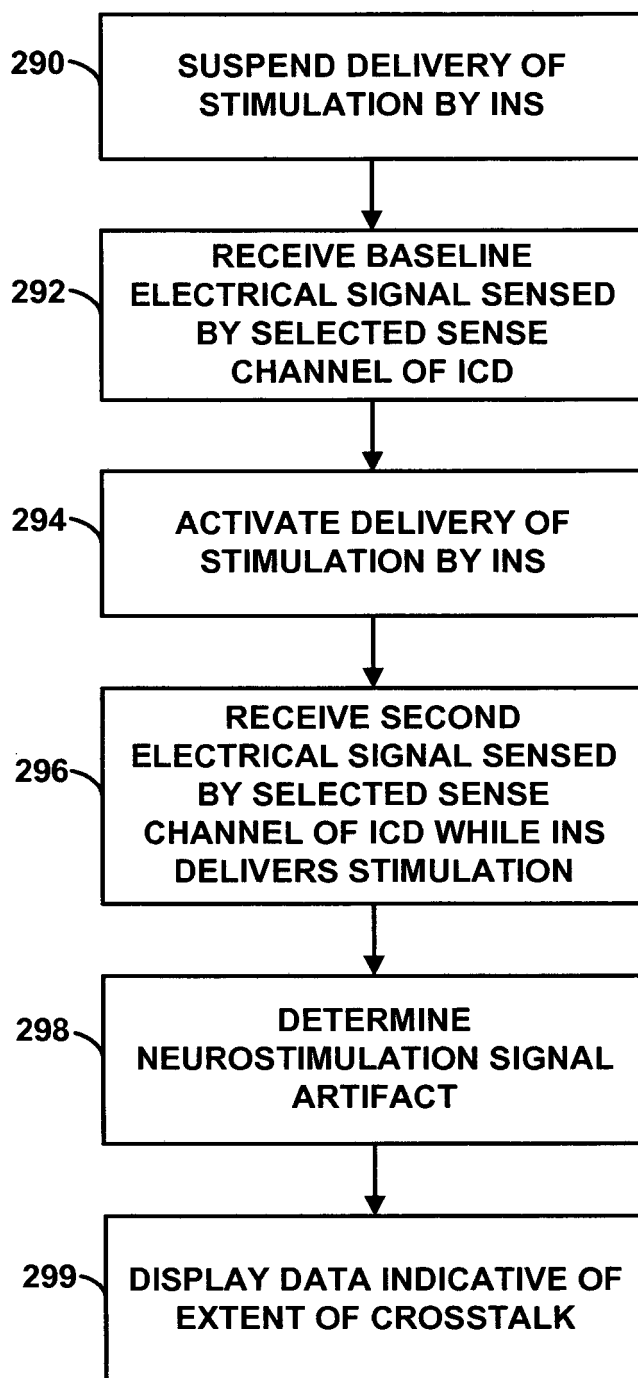 290
SUSPEND DELIVERY OF
STIMULATION BY INS
292
RECEIVE BASELINE
ELECTRICAL SIGNAL SENSED
BY SELECTED SENSE
CHANNEL OF ICD
294
ACTIVATE DELIVERY OF
STIMULATION BY INS
296
RECEIVE SECOND
ELECTRICAL SIGNAL SENSED
BY SELECTED SENSE
CHANNEL OF ICD WHILE INS
DELIVERS STIMULATION
298
DETERMINE
NEUROSTIMULATION SIGNAL
ARTIFACT
299
DISPLAY DATA INDICATIVE OF
EXTENT OF CROSSTALK